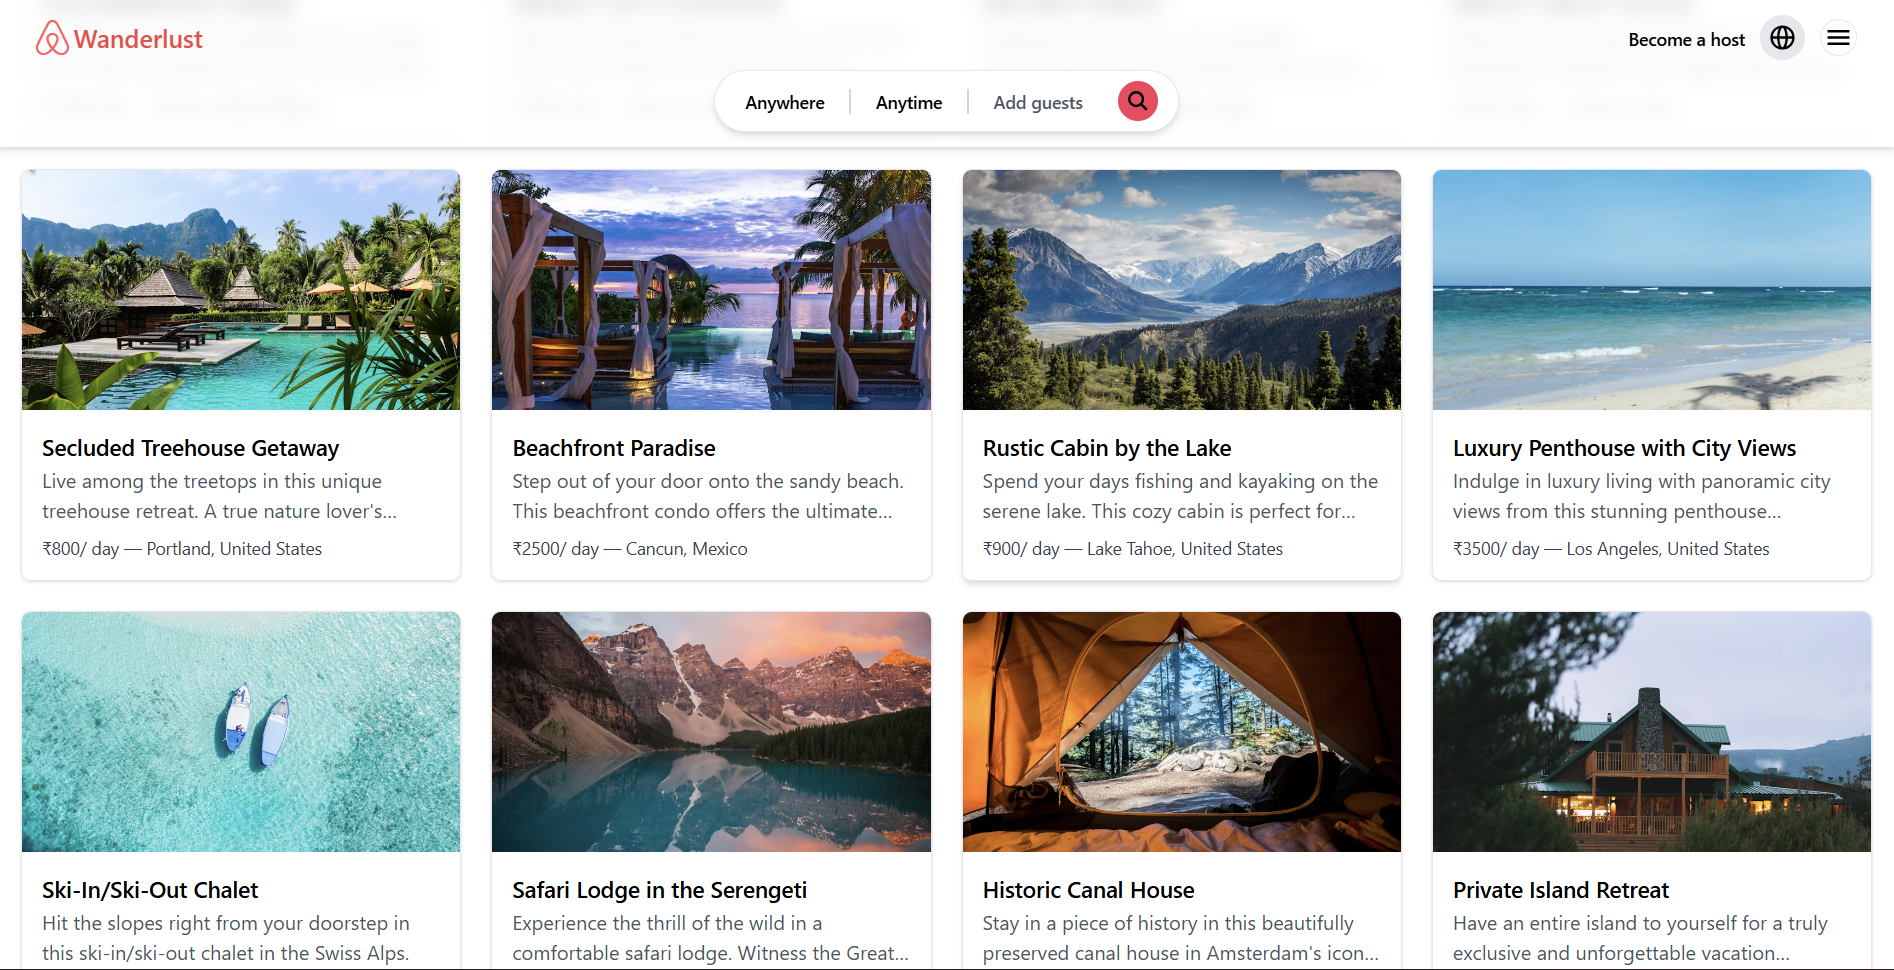 Wanderlust
Become a host
Anywhere
Anytime
Add guests
Secluded Treehouse Getaway
Live among the treetops in this unique
treehouse retreat. A true nature lover's...
₹800/ day — Portland, United States
Beachfront Paradise
Step out of your door onto the sandy beach.
This beachfront condo offers the ultimate...
₹2500/ day — Cancun, Mexico
Rustic Cabin by the Lake
Spend your days fishing and kayaking on the
serene lake. This cozy cabin is perfect for...
₹900/ day — Lake Tahoe, United States
Luxury Penthouse with City Views
Indulge in luxury living with panoramic city
views from this stunning penthouse...
₹3500/ day — Los Angeles, United States
Ski-In/Ski-Out Chalet
Hit the slopes right from your doorstep in
this ski-in/ski-out chalet in the Swiss Alps.
Safari Lodge in the Serengeti
Experience the thrill of the wild in a
comfortable safari lodge. Witness the Great...
Historic Canal House
Stay in a piece of history in this beautifully
preserved canal house in Amsterdam's icon...
Private Island Retreat
Have an entire island to yourself for a truly
exclusive and unforgettable vacation...